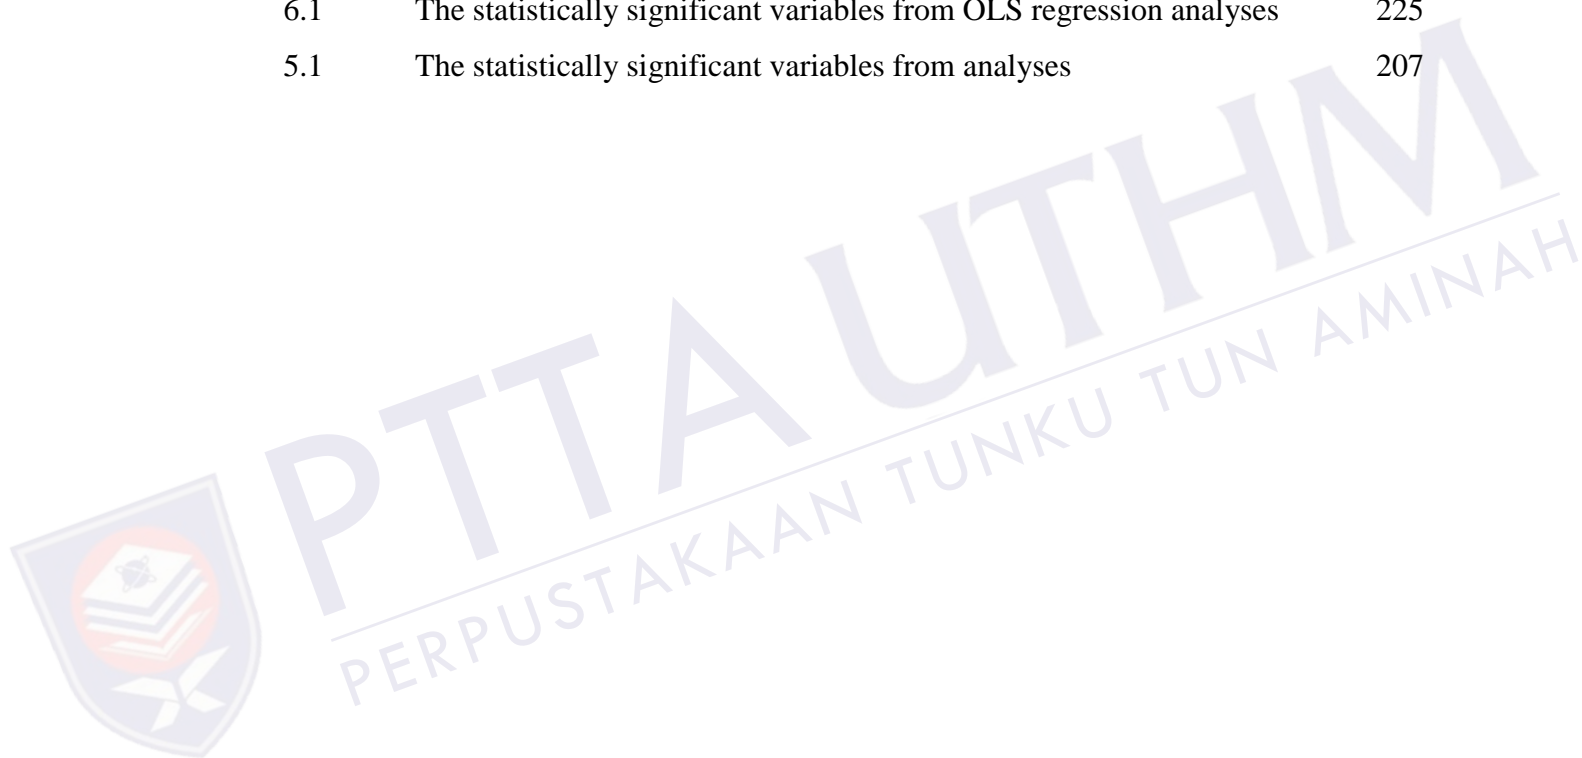 6.1 The statistically significant variables from OLS regression analyses 225
5.1 The statistically significant variables from analyses 207
PTTA UTHM
PERPUSTAKAAN TUNKU TUN AMINAH